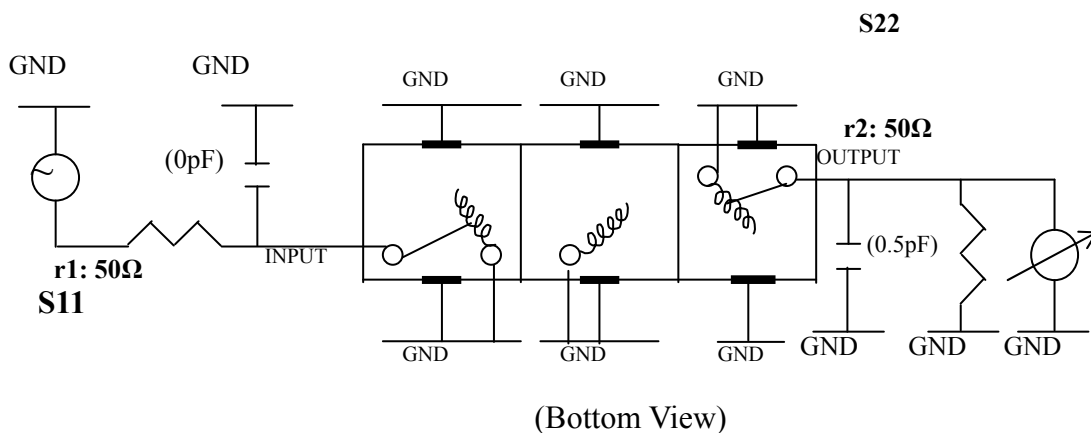 S22
GND
GND
GND
GND
GND
r2: 50Ω
(0pF)
OUTPUT
INPUT
(0.5pF)
r1: 50Ω
S11
GND
GND
GND
GND
GND
GND
(Bottom View)